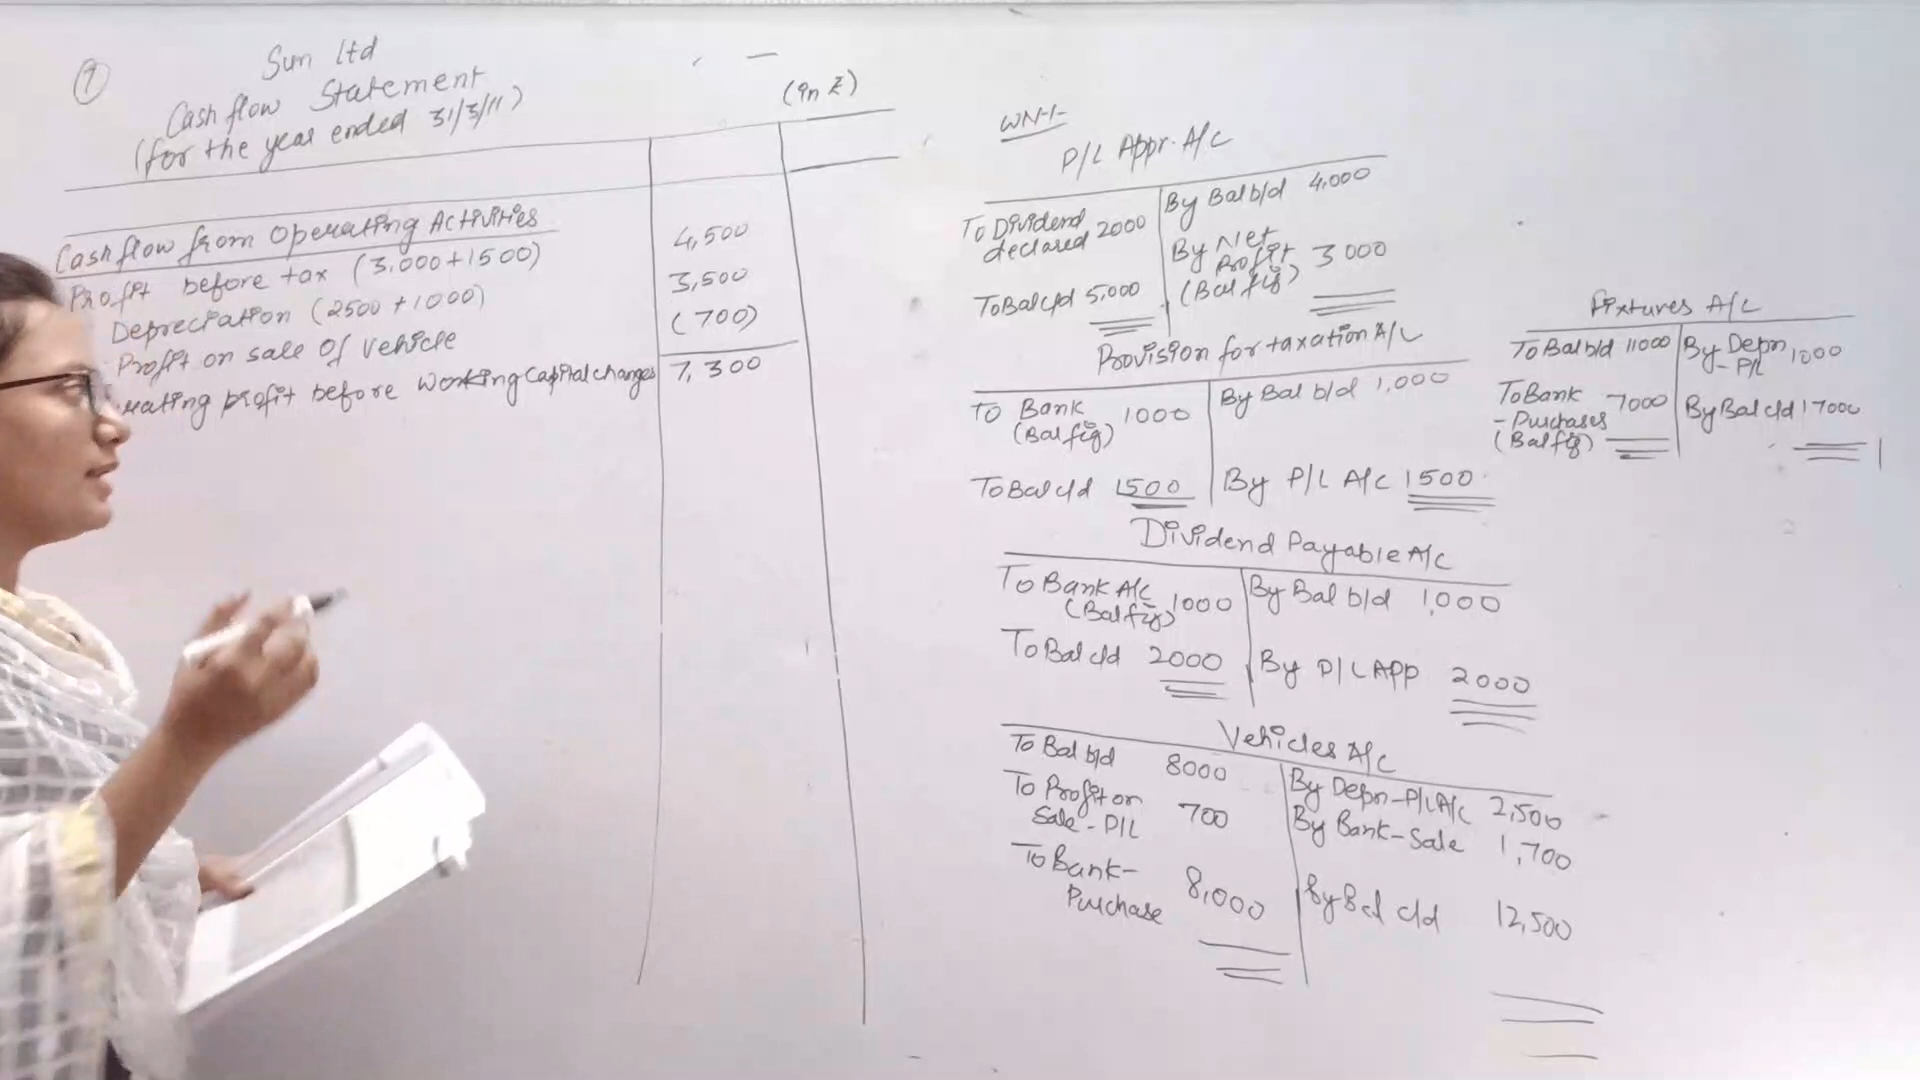 1
Sun ltd
Cash flow Statement
(for the year ended 31/3/11)
(in ₹)
Cash flow from Operating Activities
Profit before tax (3,000+1500) 4,500
Depreciation (2500 + 1000) 3,500
Profit on sale of vehicle (700)
rating profit before working capital changes 7,300
WN-1-
P/L Appr. A/c
To Dividend declared 2000
By Bal b/d 4,000
By Net Profit (Bal fig) 3000
To Bal c/d 5,000
Provision for taxation A/c
To Bank (Bal fig) 1000
By Bal b/d 1,000
To Bal c/d 1500
By P/L A/c 1500
Dividend Payable A/c
To Bank A/c (Bal fig) 1000
By Bal b/d 1,000
To Bal c/d 2000
By P/L APP 2000
Vehicles A/c
To Bal b/d 8000
By Depn-P/L A/c 2,500
To Profit on Sale - P/L 700
By Bank-Sale 1,700
To Bank- Purchase 8,000
By Bal c/d 12,500
Fixtures A/c
To Bal b/d 11000
By Depn - P/L 1000
To Bank - Purchases (Bal fig) 7000
By Bal c/d 17000